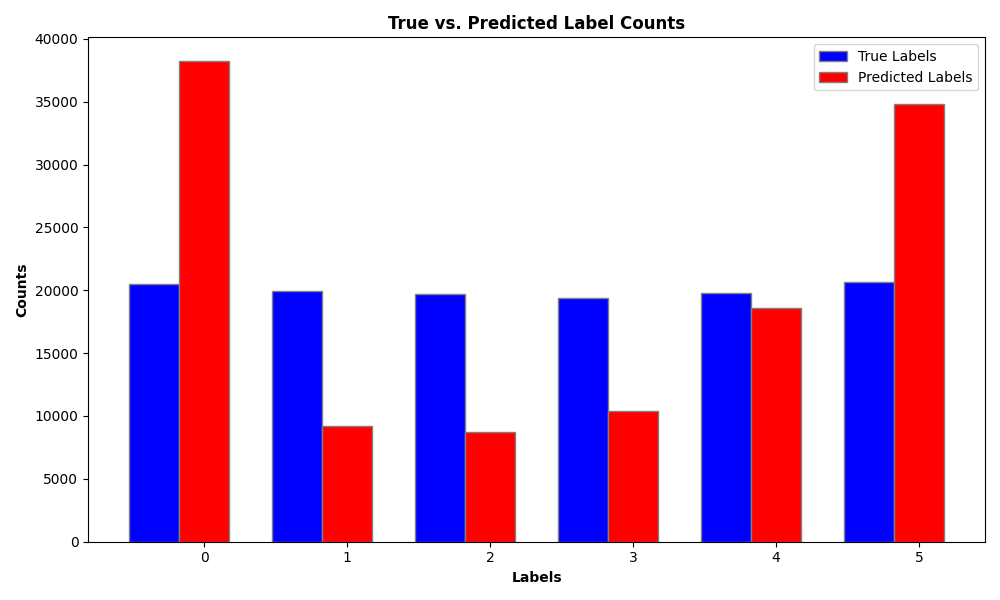 True vs. Predicted Label Counts
True Labels
Predicted Labels
40000
35000
30000
25000
20000
15000
10000
5000
0
Counts
0 1 2 3 4 5
Labels